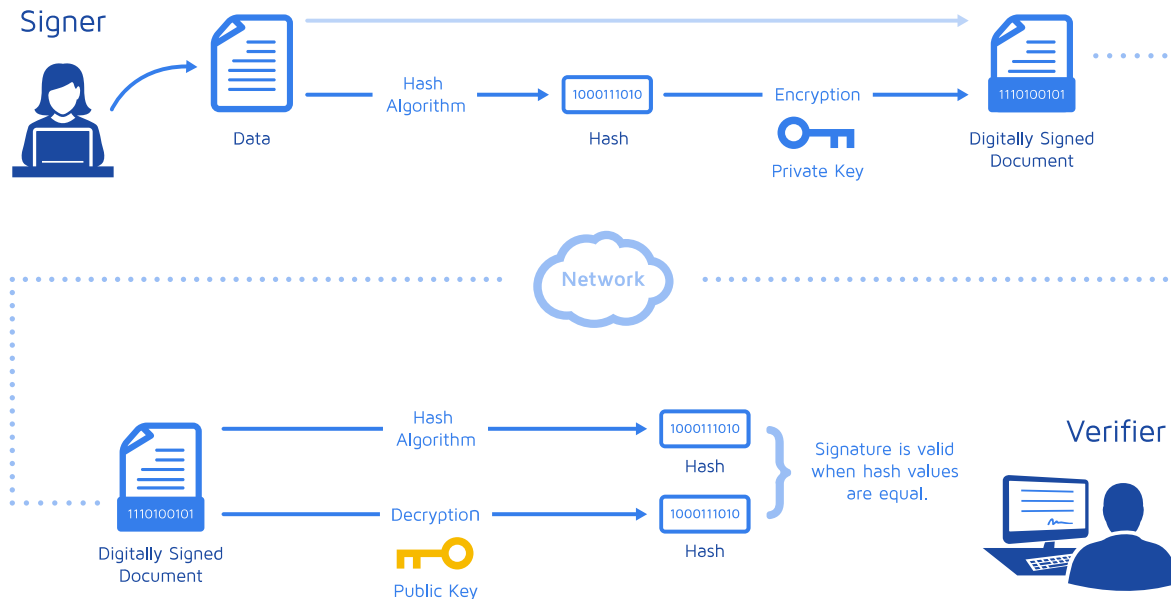 Signer
Hash
Algorithm
1000111010
Encryption
1110100101
Data
Hash
Private Key
Digitally Signed
Document
Network
Hash
Algorithm
1000111010
Hash
Signature is valid
when hash values
are equal.
Verifier
1110100101
Decryption
1000111010
Hash
Digitally Signed
Document
Public Key